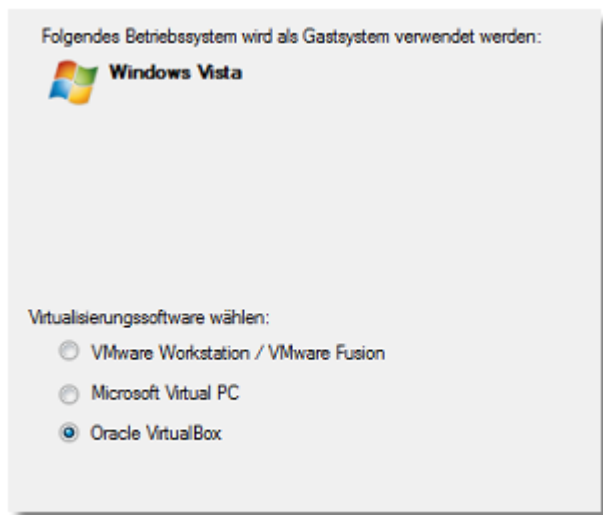 Folgendes Betriebssystem wird als Gastsystem verwendet werden:
Windows Vista
Virtualisierungssoftware wählen:
VMware Workstation / VMware Fusion
Microsoft Virtual PC
Oracle VirtualBox